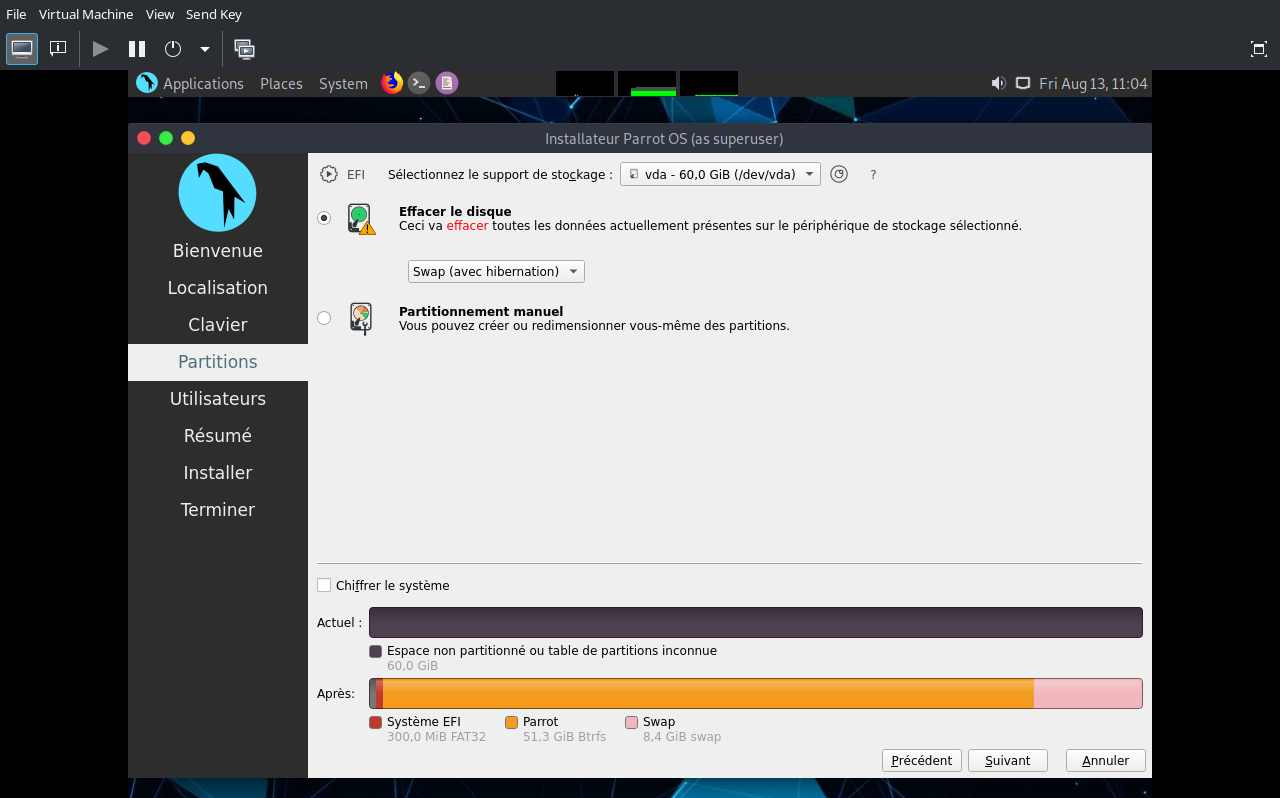 File Virtual Machine View Send Key
Applications Places System Fri Aug 13, 11:04
Installateur Parrot OS (as superuser)
Bienvenue
Localisation
Clavier
Partitions
Utilisateurs
Résumé
Installer
Terminer
EFI Sélectionnez le support de stockage : vda - 60,0 GiB (/dev/vda) ?
Effacer le disque
Ceci va effacer toutes les données actuellement présentes sur le périphérique de stockage sélectionné.
Swap (avec hibernation)
Partitionnement manuel
Vous pouvez créer ou redimensionner vous-même des partitions.
Chiffrer le système
Actuel :
Espace non partitionné ou table de partitions inconnue
60,0 GiB
Après:
Système EFI Parrot Swap
300,0 MiB FAT32 51,3 GiB Btrfs 8,4 GiB swap
Précédent Suivant Annuler